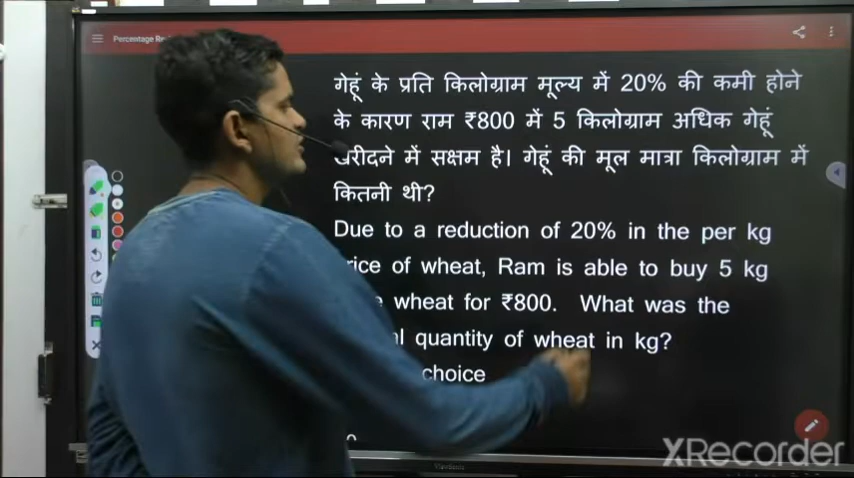 Percentage
गेहूं के प्रति किलोग्राम मूल्य में 20% की कमी होने
के कारण राम ₹800 में 5 किलोग्राम अधिक गेहूं
खरीदने में सक्षम है। गेहूं की मूल मात्रा किलोग्राम में
कितनी थी?
Due to a reduction of 20% in the per kg
of wheat, Ram is able to buy 5 kg
wheat for ₹800. What was the
quantity of wheat in kg?
choice
ViewSonic
XRecorder